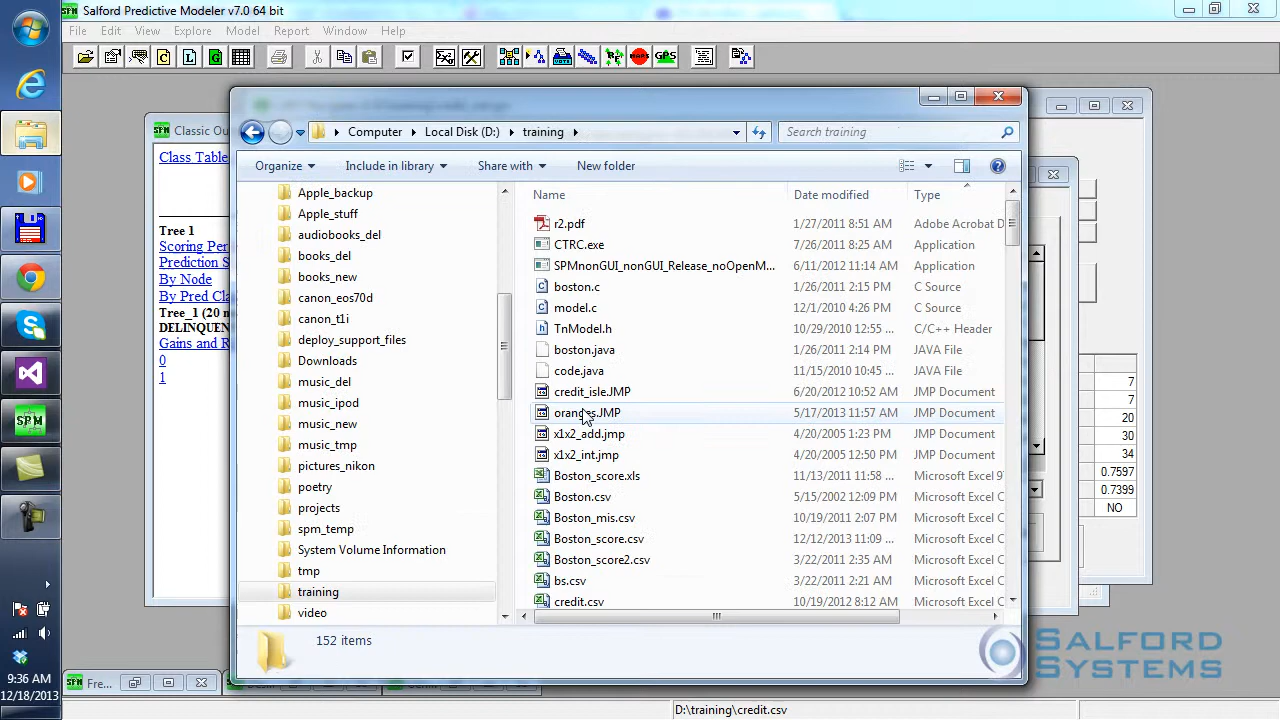 Salford Predictive Modeler v7.0 64 bit
File Edit View Explore Model Report Window Help
Classic Ou
Class Table
Tree 1
Scoring Per
Prediction S
By Node
By Pred Cla
Tree_1 (20 n
DELINQUEN
Gains and R
0
1
Computer Local Disk (D:) training
Search training
Organize Include in library Share with New folder
Apple_backup
Apple_stuff
audiobooks_del
books_del
books_new
canon_eos70d
canon_t1i
deploy_support_files
Downloads
music_del
music_ipod
music_new
music_tmp
pictures_nikon
poetry
projects
spm_temp
System Volume Information
tmp
training
video
Name Date modified Type
r2.pdf 1/27/2011 8:51 AM Adobe Acrobat D
CTRC.exe 7/26/2011 8:25 AM Application
SPMnonGUI_nonGUI_Release_noOpenM... 6/11/2012 11:14 AM Application
boston.c 1/26/2011 2:15 PM C Source
model.c 12/1/2010 4:26 PM C Source
TnModel.h 10/29/2010 12:55 ... C/C++ Header
boston.java 1/26/2011 2:14 PM JAVA File
code.java 11/15/2010 10:45 ... JAVA File
credit_isle.JMP 6/20/2012 10:52 AM JMP Document
oranges.JMP 5/17/2013 11:57 AM JMP Document
x1x2_add.jmp 4/20/2005 1:23 PM JMP Document
x1x2_int.jmp 4/20/2005 12:50 PM JMP Document
Boston_score.xls 11/13/2011 11:58 ... Microsoft Excel 9
Boston.csv 5/15/2002 12:09 PM Microsoft Excel C
Boston_mis.csv 10/19/2011 2:07 PM Microsoft Excel C
Boston_score.csv 12/12/2013 11:09 ... Microsoft Excel C
Boston_score2.csv 3/22/2011 2:35 AM Microsoft Excel C
bs.csv 3/22/2011 2:21 AM Microsoft Excel C
credit.csv 10/19/2012 8:12 AM Microsoft Excel C
152 items
7
7
20
30
34
0.7597
0.7399
NO
SALFORD
SYSTEMS
Fre...
9:36 AM
12/18/2013
D:\training\credit.csv